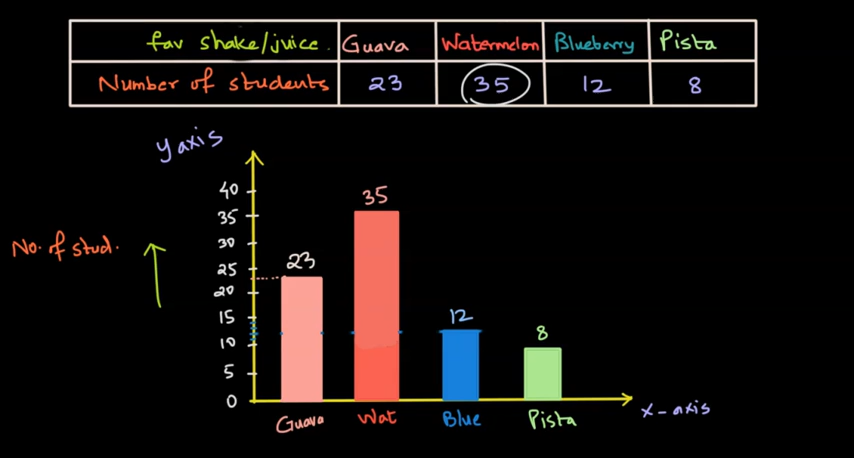 fav shake/juice. Guava Watermelon Blueberry Pista
Number of students 23 35 12 8
y axis
40
35
35
30
No. of stud.
23
25
20
15
12
10
8
5
0
Guava Wat Blue Pista
x-axis